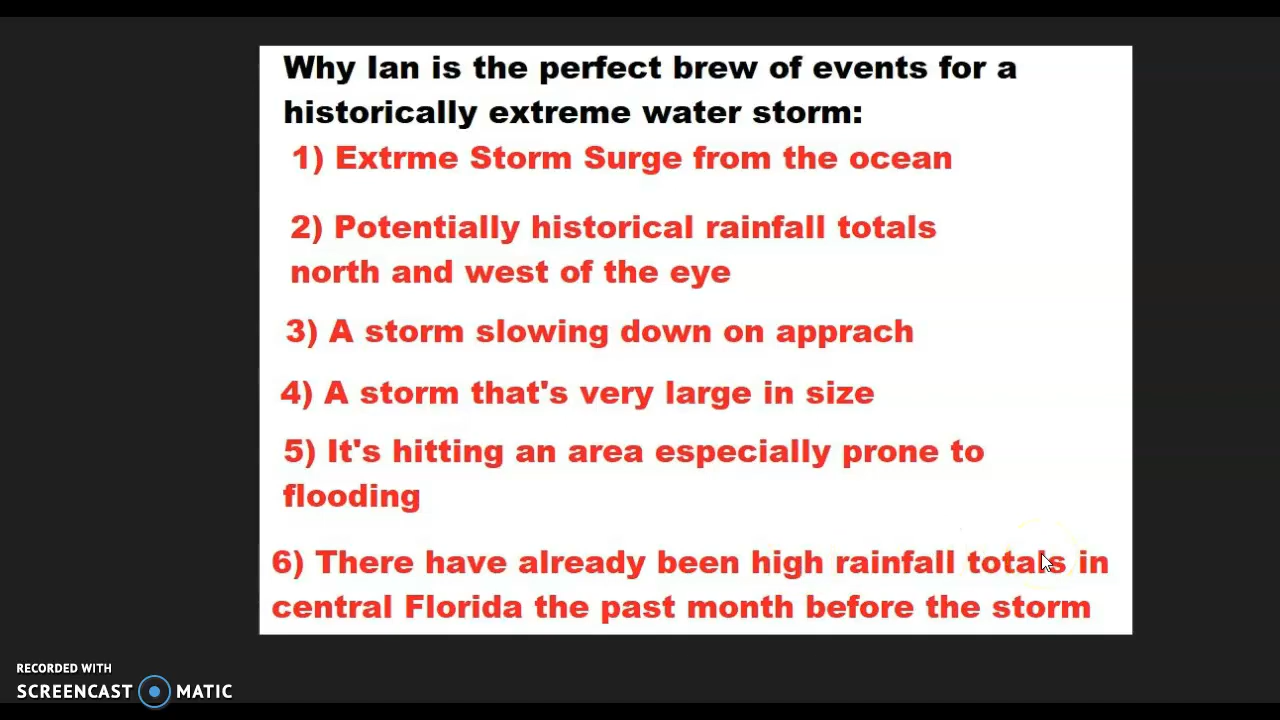 Why Ian is the perfect brew of events for a
historically extreme water storm:
1) Extrme Storm Surge from the ocean
2) Potentially historical rainfall totals
north and west of the eye
3) A storm slowing down on apprach
4) A storm that's very large in size
5) It's hitting an area especially prone to
flooding
6) There have already been high rainfall totals in
central Florida the past month before the storm
RECORDED WITH
SCREENCAST MATIC